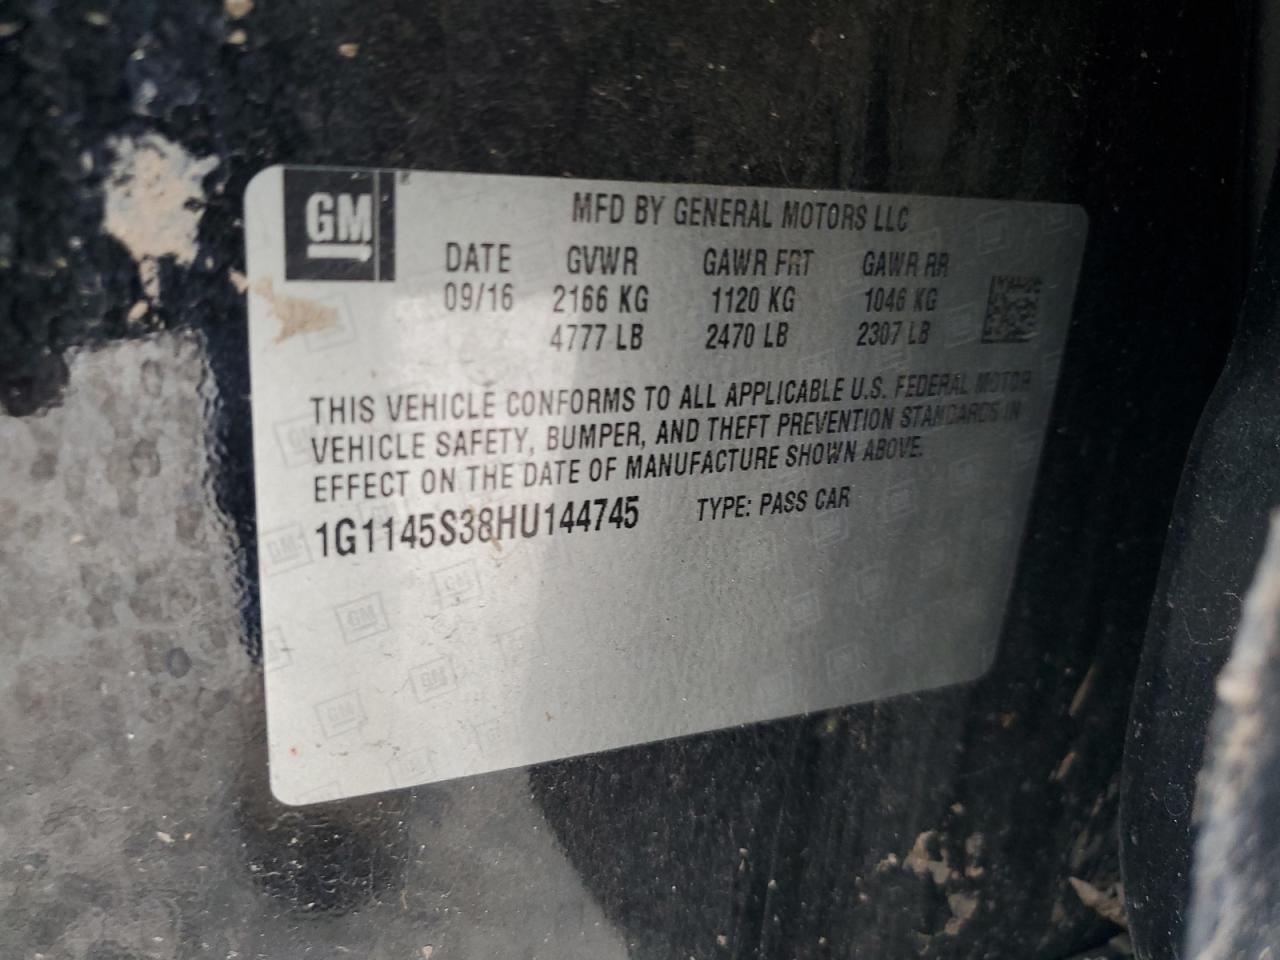 GM
MFD BY GENERAL MOTORS LLC
DATE GVWR GAWR FRT GAWR RR
09/16 2166 KG 1120 KG 1046 KG
4777 LB 2470 LB 2307 LB
THIS VEHICLE CONFORMS TO ALL APPLICABLE U.S. FEDERAL MOTOR
VEHICLE SAFETY, BUMPER, AND THEFT PREVENTION STANDARDS IN
EFFECT ON THE DATE OF MANUFACTURE SHOWN ABOVE.
1G1145S38HU144745 TYPE: PASS CAR